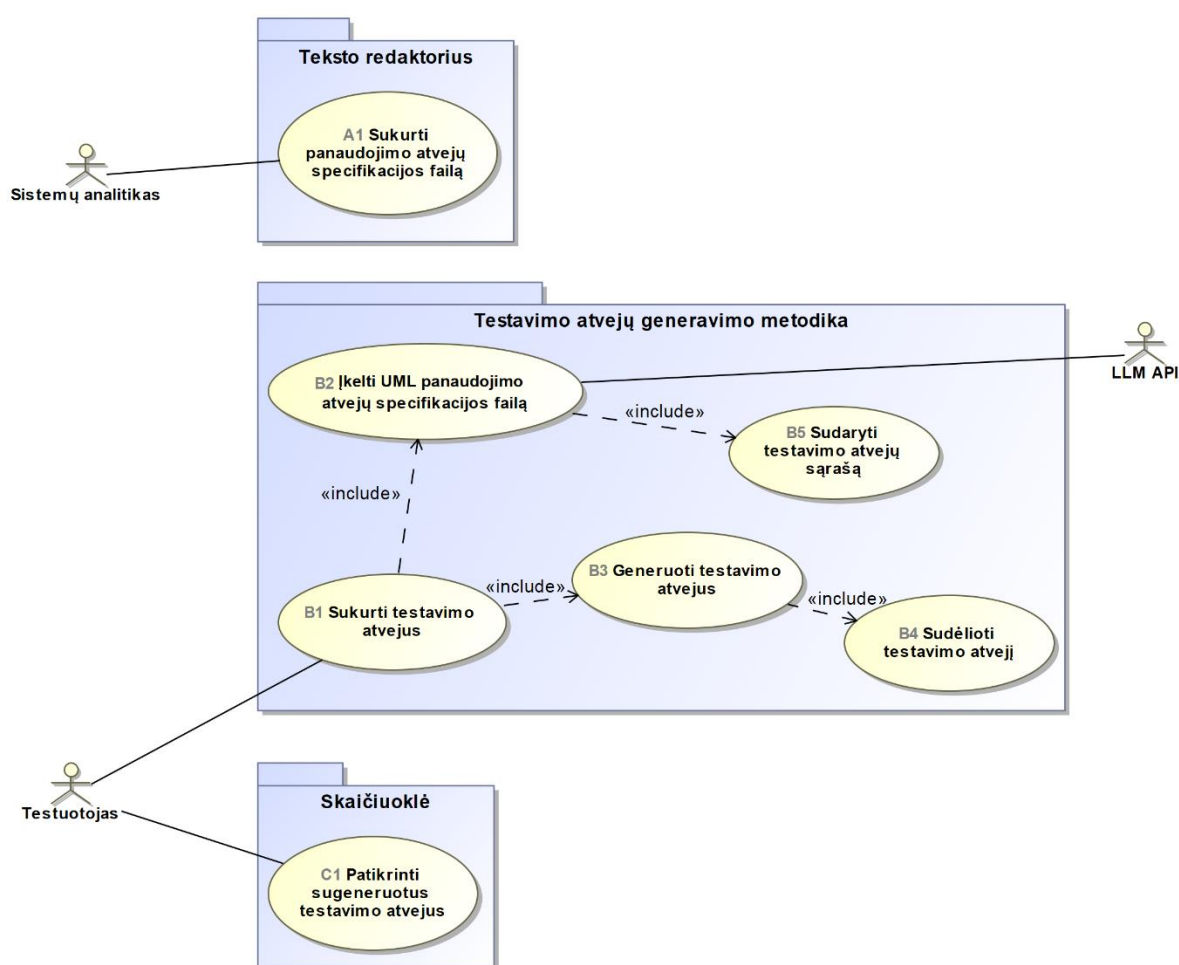 Teksto redaktorius
A1 Sukurti
panaudojimo atvejų
specifikacijos failą
Sistemų analitikas
Testavimo atvejų generavimo metodika
LLM API
B2 Įkelti UML panaudojimo
atvejų specifikacijos failą
«include»
B5 Sudaryti
testavimo atvejų
sąrašą
«include»
B3 Generuoti testavimo
atvejus
«include»
«include»
B1 Sukurti testavimo
atvejus
B4 Sudėlioti
testavimo atvejį
Testuotojas
Skaičiuoklė
C1 Patikrinti
sugeneruotus
testavimo atvejus